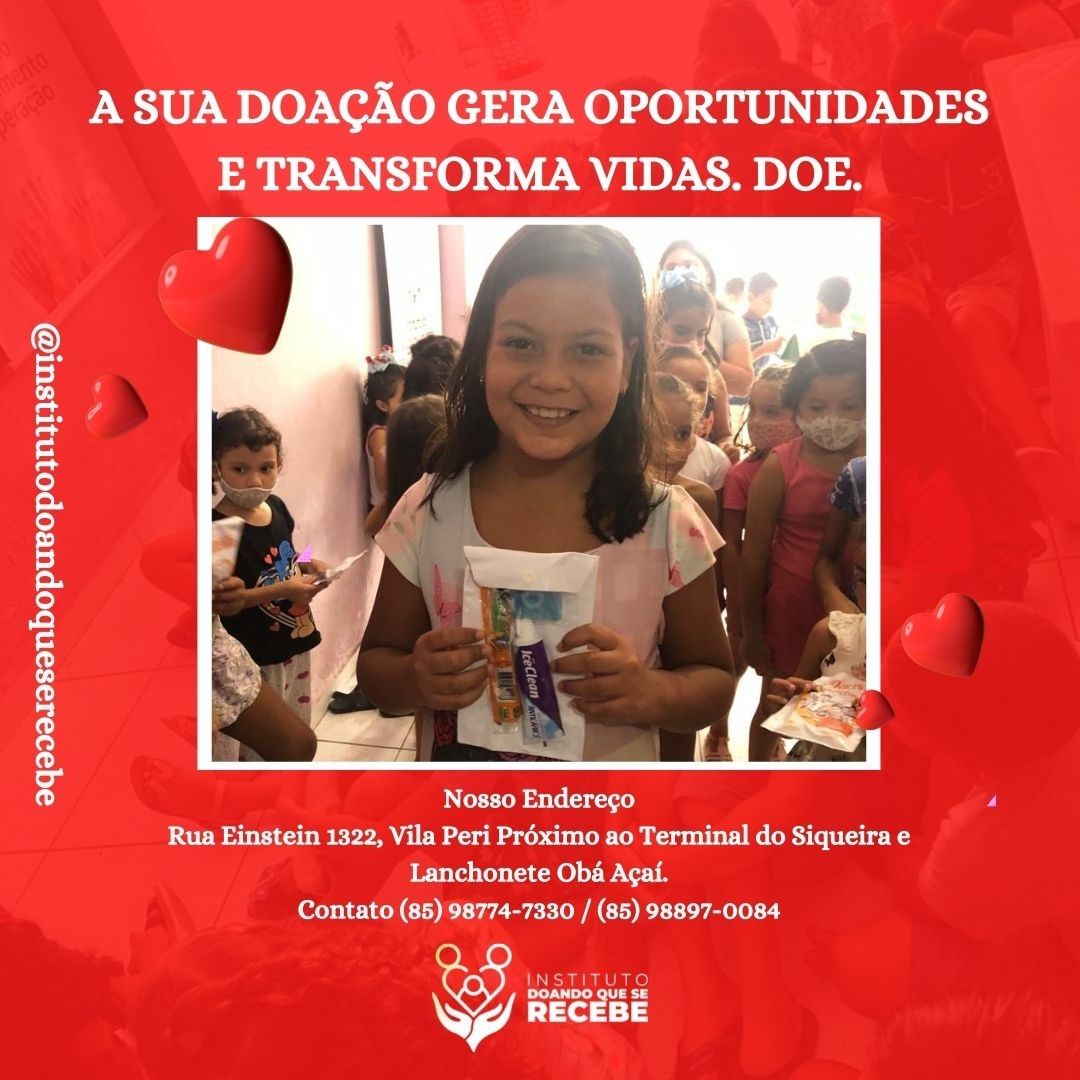 A SUA DOAÇÃO GERA OPORTUNIDADES
E TRANSFORMA VIDAS. DOE.
@institutodoandoqueserecebe
IceClean
Nosso Endereço
Rua Einstein 1322, Vila Peri Próximo ao Terminal do Siqueira e
Lanchonete Obá Açaí.
Contato (85) 98774-7330 / (85) 98897-0084
INSTITUTO
DOANDO QUE SE
RECEBE